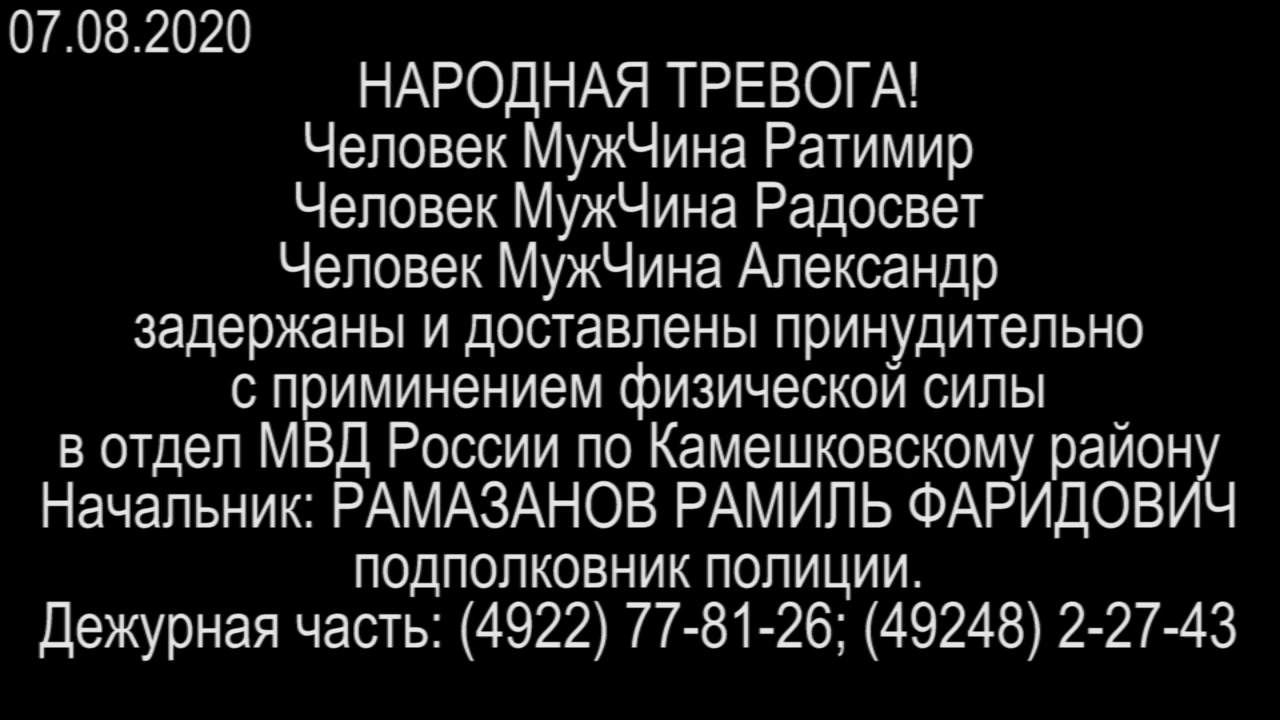 07.08.2020
НАРОДНАЯ ТРЕВОГА!
Человек МужЧина Ратимир
Человек МужЧина Радосвет
Человек МужЧина Александр
задержаны и доставлены принудительно
с приминением физической силы
в отдел МВД России по Камешковскому району
Начальник: РАМАЗАНОВ РАМИЛЬ ФАРИДОВИЧ
подполковник полиции.
Дежурная часть: (4922) 77-81-26; (49248) 2-27-43